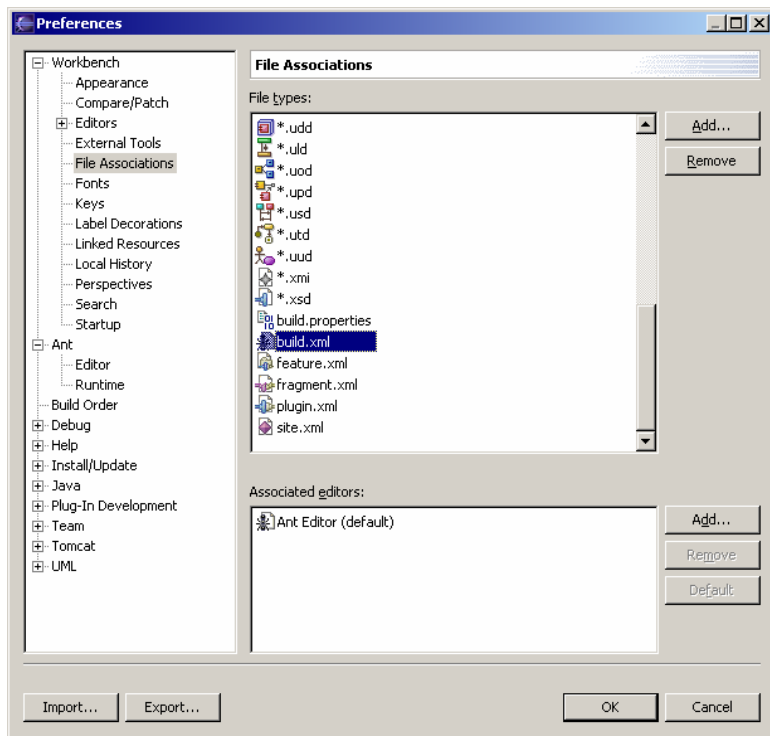 Preferences
Workbench
Appearance
Compare/Patch
Editors
External Tools
File Associations
Fonts
Keys
Label Decorations
Linked Resources
Local History
Perspectives
Search
Startup
Ant
Editor
Runtime
Build Order
Debug
Help
Install/Update
Java
Plug-In Development
Team
Tomcat
UML
File Associations
File types:
*.udd
*.uld
*.uod
*.upd
*.usd
*.utd
*.uud
*.xmi
*.xsd
build.properties
build.xml
feature.xml
fragment.xml
plugin.xml
site.xml
Add...
Remove
Associated editors:
Ant Editor (default)
Add...
Remove
Default
Import... Export... OK Cancel